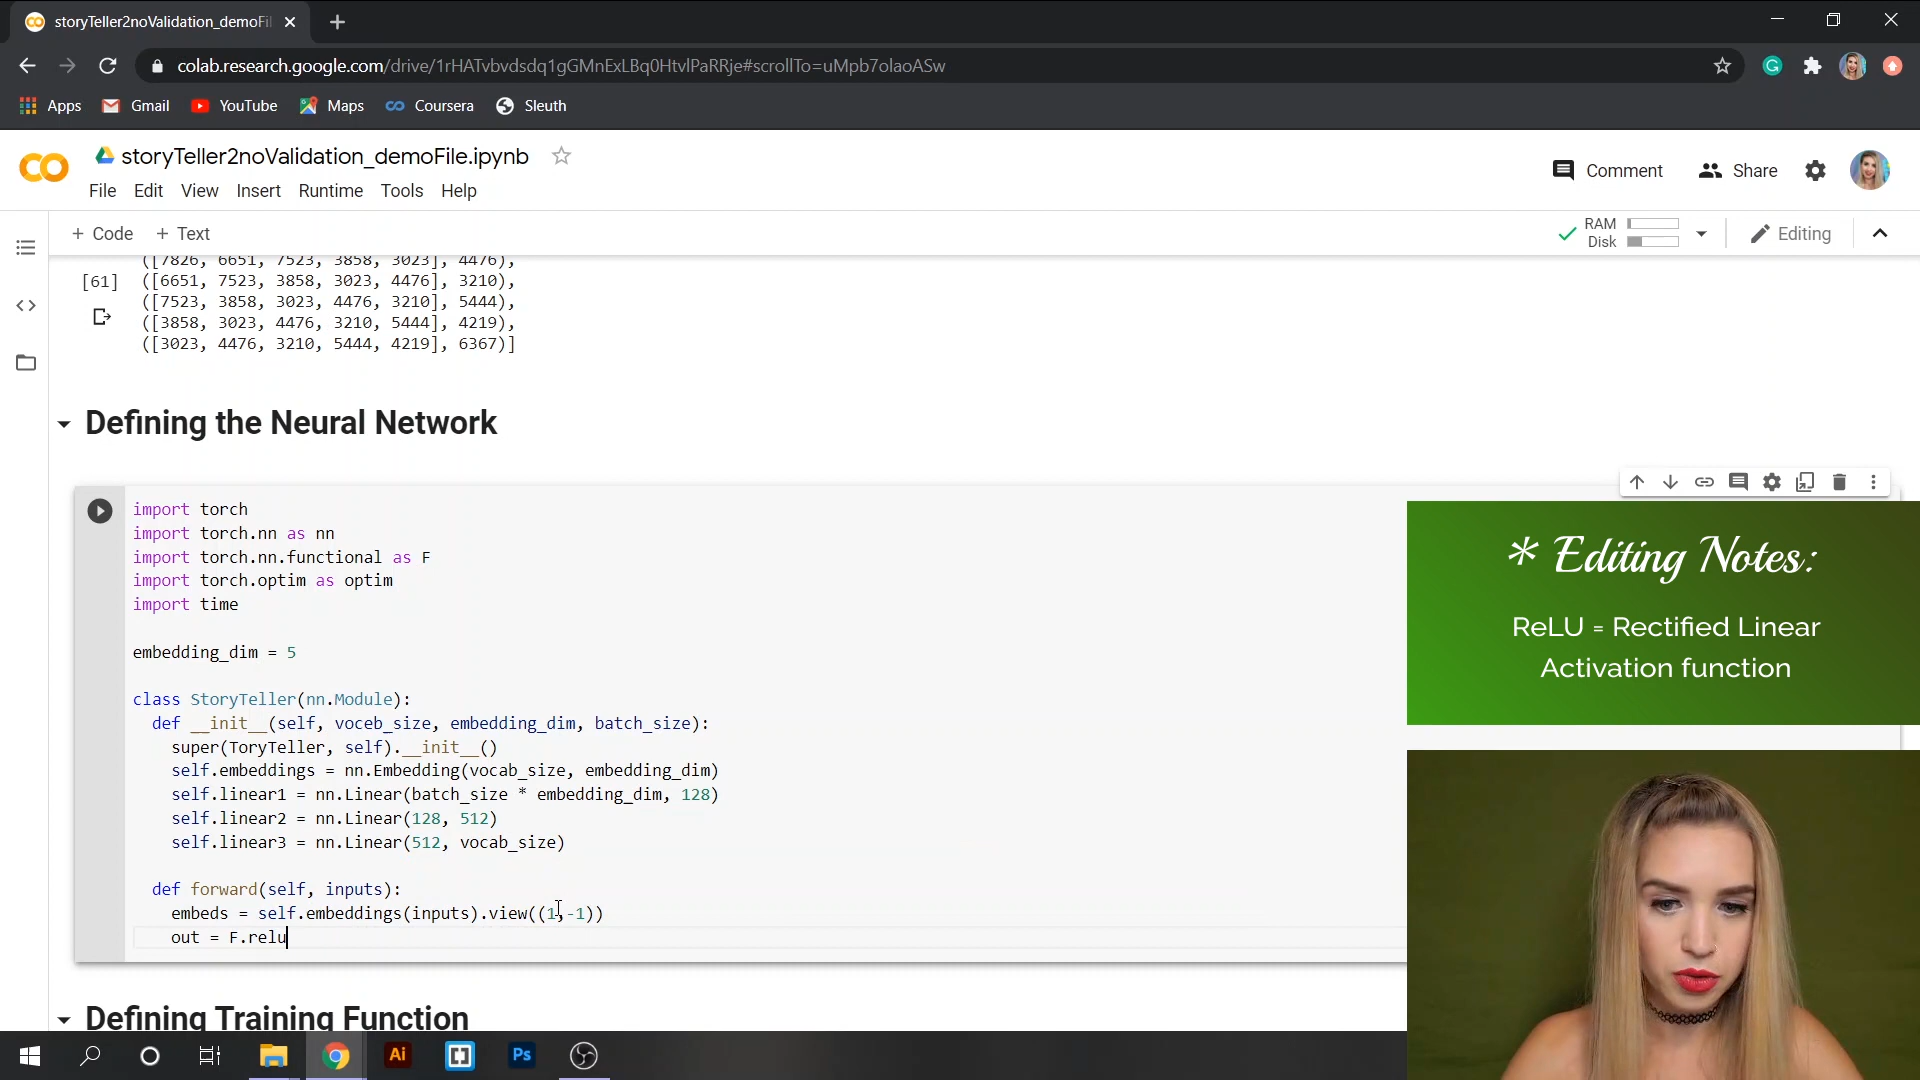 storyTeller2noValidation_demoFil
colab.research.google.com/drive/1rHATvbvdsdq1gGMnExLBq0HtvlPaRRje#scrollTo=uMpb7olaoASw
Apps Gmail YouTube Maps Coursera Sleuth
storyTeller2noValidation_demoFile.ipynb
File Edit View Insert Runtime Tools Help
Comment Share
+ Code + Text
RAM
Disk
Editing
([7826, 6651, 7523, 3858, 3023], 4476),
[61] ([6651, 7523, 3858, 3023, 4476], 3210),
([7523, 3858, 3023, 4476, 3210], 5444),
([3858, 3023, 4476, 3210, 5444], 4219),
([3023, 4476, 3210, 5444, 4219], 6367)]
Defining the Neural Network
import torch
import torch.nn as nn
import torch.nn.functional as F
import torch.optim as optim
import time
embedding_dim = 5
class StoryTeller(nn.Module):
def __init__(self, voceb_size, embedding_dim, batch_size):
super(ToryTeller, self).__init__()
self.embeddings = nn.Embedding(vocab_size, embedding_dim)
self.linear1 = nn.Linear(batch_size * embedding_dim, 128)
self.linear2 = nn.Linear(128, 512)
self.linear3 = nn.Linear(512, vocab_size)
def forward(self, inputs):
embeds = self.embeddings(inputs).view((1,-1))
out = F.relu
* Editing Notes:
ReLU = Rectified Linear
Activation function
Defining Training Function
Ai
Ps